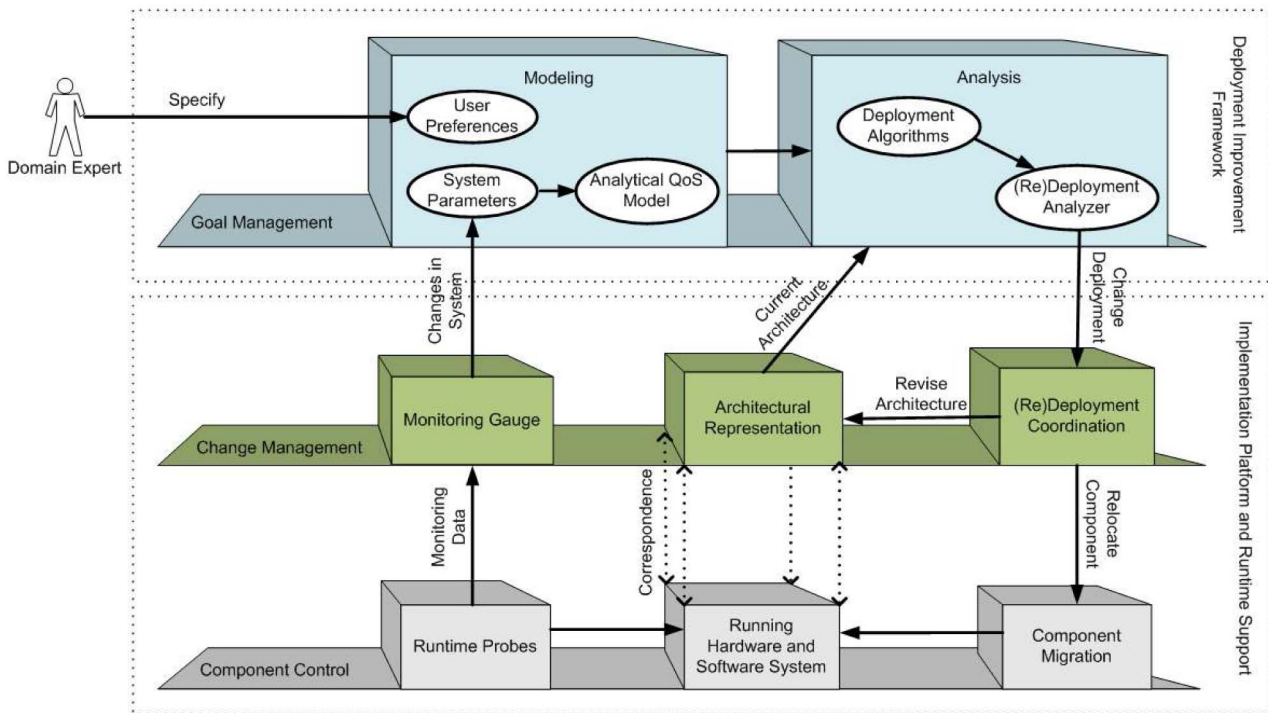 Modeling
Analysis
Specify
User
Preferences
Deployment
Algorithms
Domain Expert
System
Parameters
Analytical QoS
Model
(Re)Deployment
Analyzer
Goal Management
Deployment Improvement
Framework
Changes in
System
Current
Architecture
Change
Deployment
Monitoring Gauge
Architectural
Representation
Revise
Architecture
(Re)Deployment
Coordination
Change Management
Monitoring
Data
Correspondence
Relocate
Component
Runtime Probes
Running
Hardware and
Software System
Component
Migration
Component Control
Implementation Platform and Runtime Support